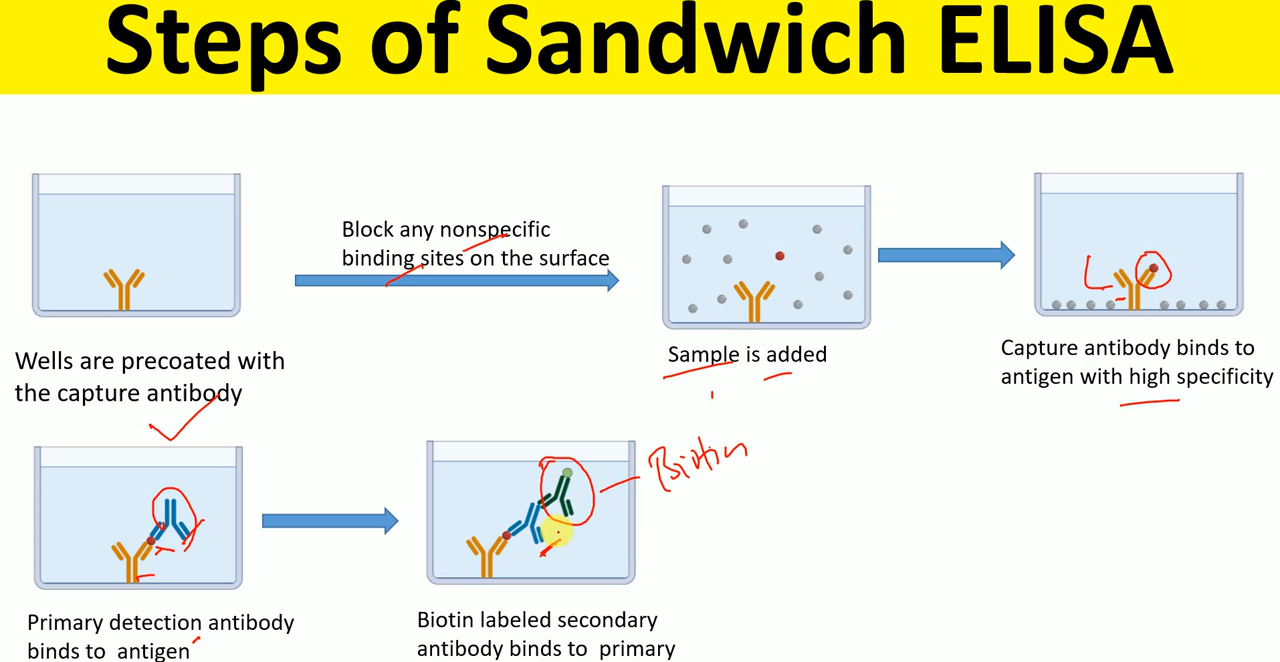 Steps of Sandwich ELISA
Block any nonspecific
binding sites on the surface
Wells are precoated with
the capture antibody
Sample is added
Capture antibody binds to
antigen with high specificity
Biotin
Primary detection antibody
binds to antigen
Biotin labeled secondary
antibody binds to primary